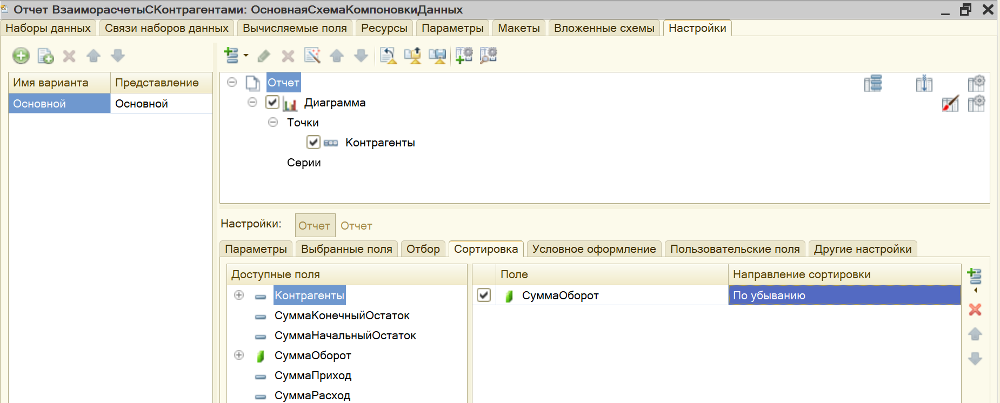 Отчет ВзаиморасчетыСКонтрагентами: ОсновнаяСхемаКомпоновкиДанных
Наборы данных Связи наборов данных Вычисляемые поля Ресурсы Параметры Макеты Вложенные схемы Настройки
Имя варианта Представление
Основной Основной
Отчет
Диаграмма
Точки
Контрагенты
Серии
Настройки: Отчет Отчет
Параметры Выбранные поля Отбор Сортировка Условное оформление Пользовательские поля Другие настройки
Доступные поля
Контрагенты
СуммаКонечныйОстаток
СуммаНачальныйОстаток
СуммаОборот
СуммаПриход
СуммаРасход
Поле Направление сортировки
СуммаОборот По убыванию